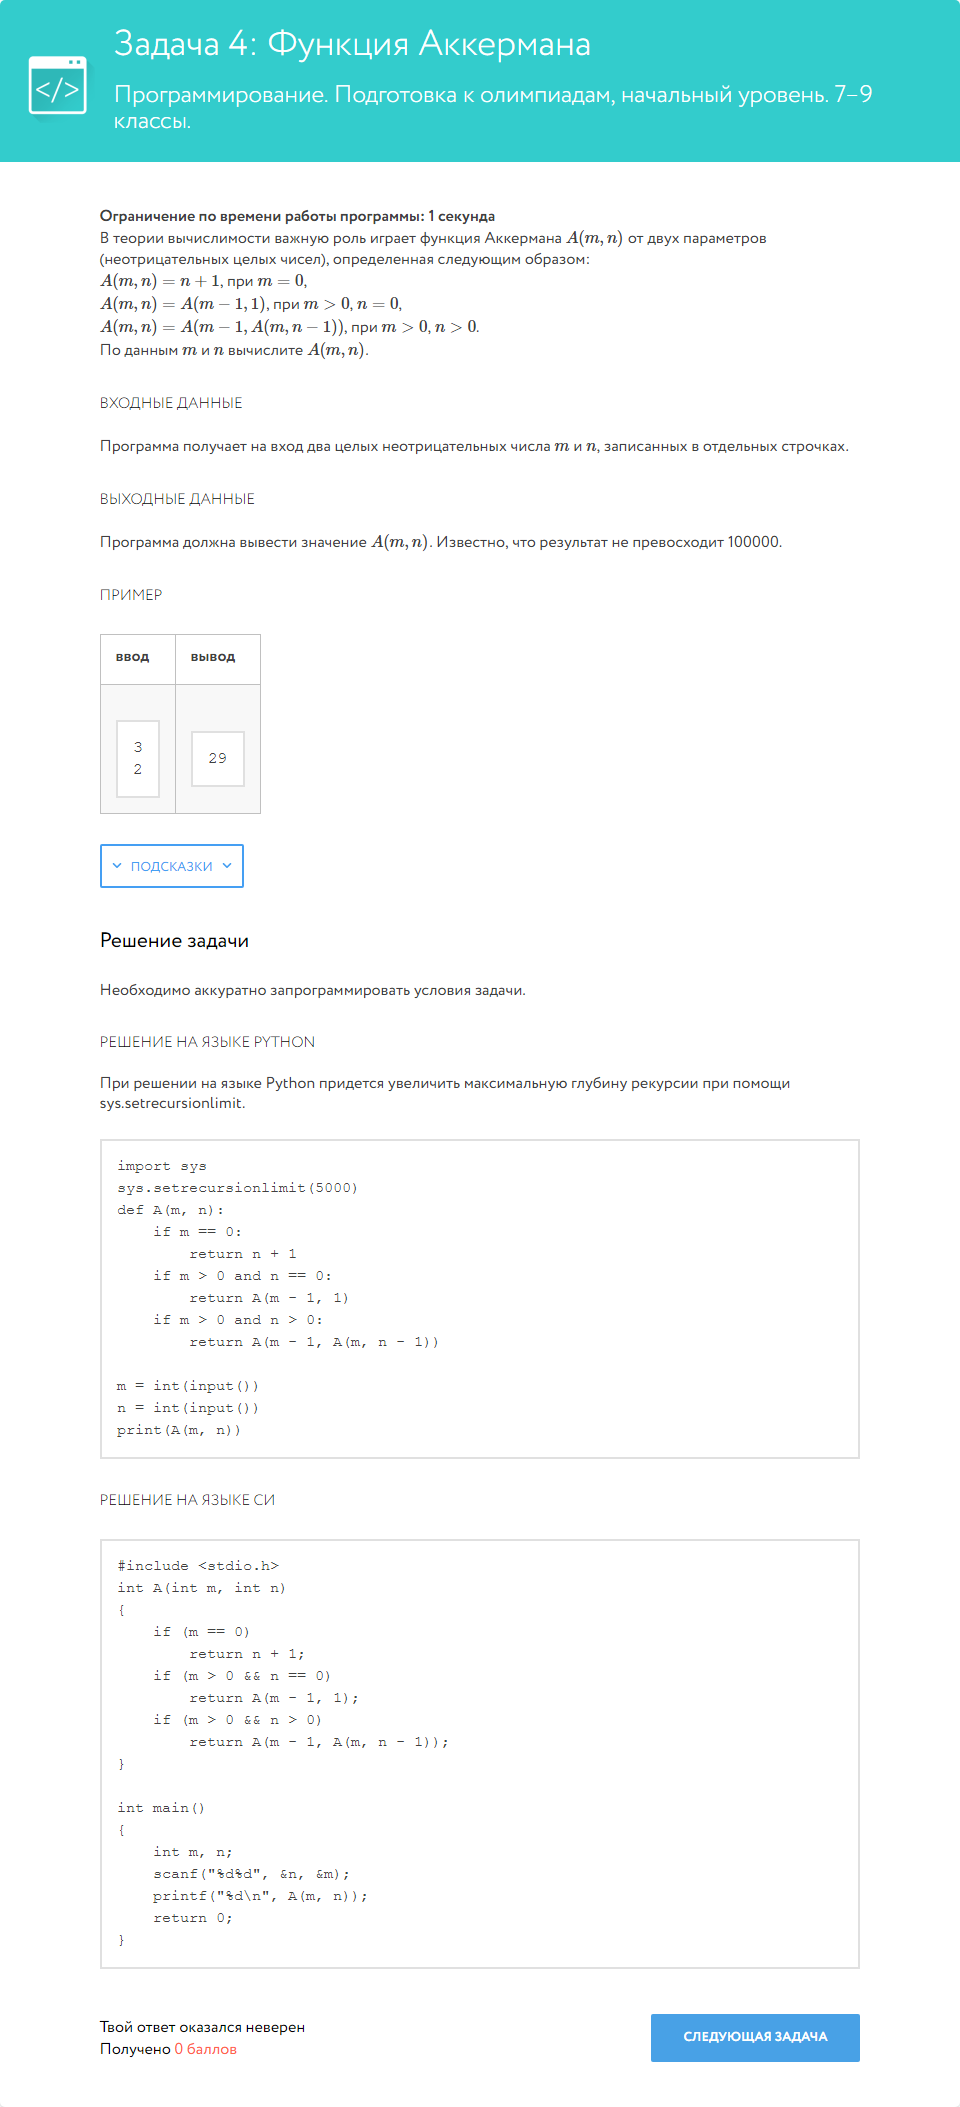 Задача 4: Функция Аккермана
</>
Программирование. Подготовка к олимпиадам, начальный уровень. 7–9
классы.
Ограничение по времени работы программы: 1 секунда
В теории вычислимости важную роль играет функция Аккермана A(m, n) от двух параметров
(неотрицательных целых чисел), определенная следующим образом:
A(m, n) = n + 1, при m = 0,
A(m, n) = A(m − 1, 1), при m > 0, n = 0,
A(m, n) = A(m − 1, A(m, n − 1)), при m > 0, n > 0.
По данным m и n вычислите A(m, n).
ВХОДНЫЕ ДАННЫЕ
Программа получает на вход два целых неотрицательных числа m и n, записанных в отдельных строчках.
ВЫХОДНЫЕ ДАННЫЕ
Программа должна вывести значение A(m, n). Известно, что результат не превосходит 100000.
ПРИМЕР
ввод вывод
3
2
29
ПОДСКАЗКИ
Решение задачи
Необходимо аккуратно запрограммировать условия задачи.
РЕШЕНИЕ НА ЯЗЫКЕ PYTHON
При решении на языке Python придется увеличить максимальную глубину рекурсии при помощи
sys.setrecursionlimit.
import sys
sys.setrecursionlimit(5000)
def A(m, n):
    if m == 0:
        return n + 1
    if m > 0 and n == 0:
        return A(m - 1, 1)
    if m > 0 and n > 0:
        return A(m - 1, A(m, n - 1))
m = int(input())
n = int(input())
print(A(m, n))
РЕШЕНИЕ НА ЯЗЫКЕ СИ
#include <stdio.h>
int A(int m, int n)
{
    if (m == 0)
        return n + 1;
    if (m > 0 && n == 0)
        return A(m - 1, 1);
    if (m > 0 && n > 0)
        return A(m - 1, A(m, n - 1));
}
int main()
{
    int m, n;
    scanf("%d%d", &n, &m);
    printf("%d\n", A(m, n));
    return 0;
}
Твой ответ оказался неверен
Получено 0 баллов
СЛЕДУЮЩАЯ ЗАДАЧА